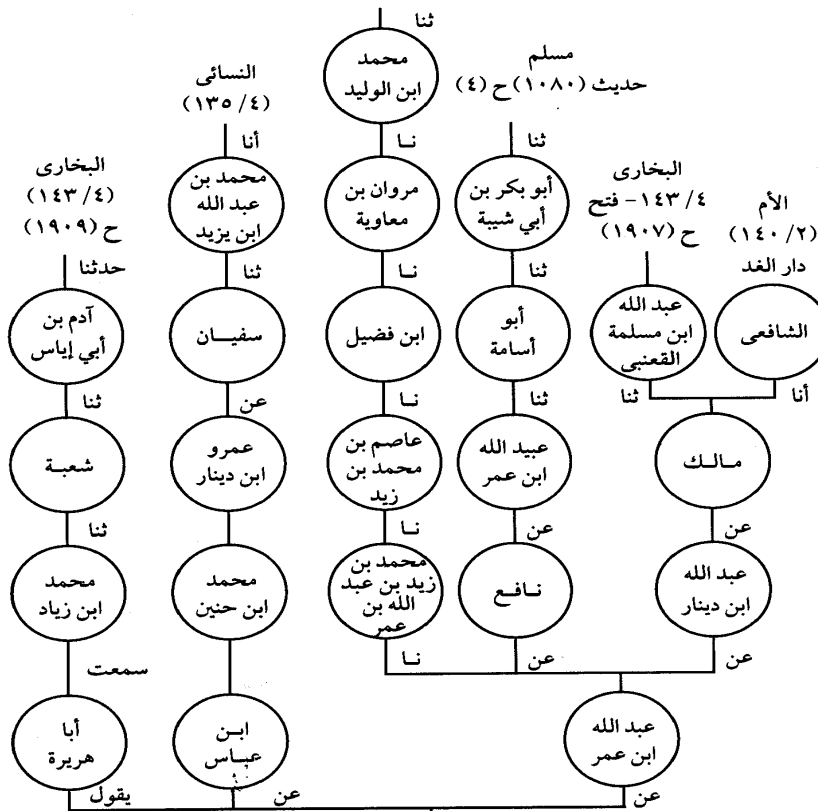 ثنا
محمد
ابن الوليد
نا
مروان بن
معاوية
نا
ابن فضيل
نا
عاصم بن
محمد بن
زيد
نا
محمد بن
زيد بن عبد
الله بن
عمر
نا
مسلم
حديث (١٠٨٠) ح (٤)
ثنا
أبو بكر بن
أبي شيبة
ثنا
أبو
أسامة
ثنا
عبيد الله
ابن عمر
عن
نافع
عن
البخارى
٤/ ١٤٣- فتح
ح (١٩٠٧)
عبد الله
ابن مسلمة
القعنبى
ثنا
الأم
(٢/ ١٤٠)
دار الغد
الشافعى
أنا
مالك
عن
عبد الله
ابن دينار
عن
عبد الله
ابن عمر
عن
النسائى
(٤/ ١٣٥)
أنا
محمد بن
عبد الله
ابن يزيد
ثنا
سفيان
عن
عمرو
ابن دينار
محمد
ابن حنين
ابن
عباس
عن
البخارى
(٤/ ١٤٣)
ح (١٩٠٩)
حدثنا
آدم بن
أبي إياس
ثنا
شعبة
ثنا
محمد
ابن زياد
سمعت
أبا
هريرة
يقول